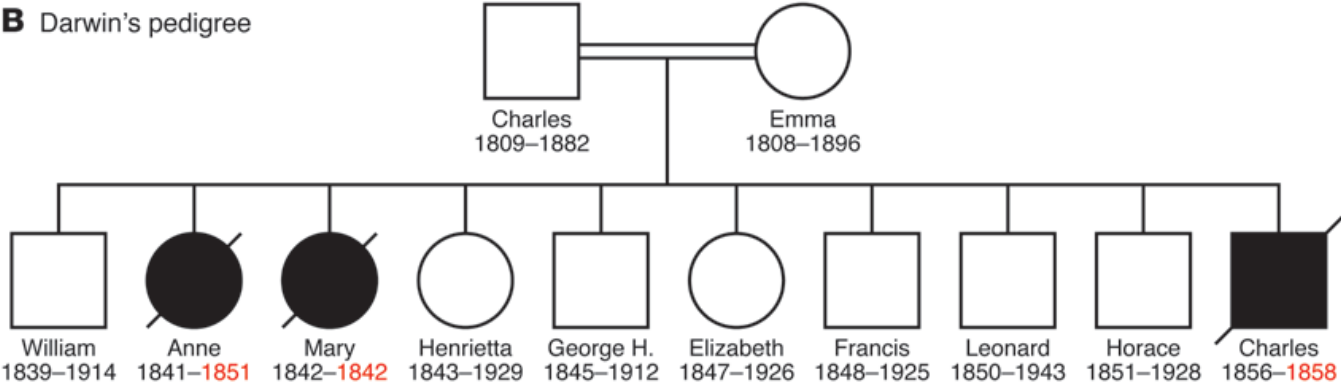 B Darwin’s pedigree
Charles Emma
1809–1882 1808–1896
William Anne Mary Henrietta George H. Elizabeth Francis Leonard Horace Charles
1839–1914 1841–1851 1842–1842 1843–1929 1845–1912 1847–1926 1848–1925 1850–1943 1851–1928 1856–1858